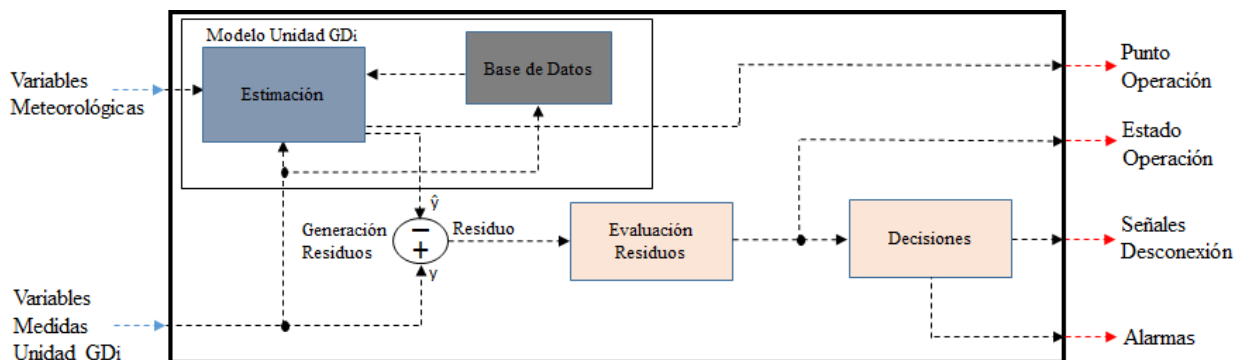 Modelo Unidad GDi
Variables
Meteorológicas
Estimación
Base de Datos
Punto
Operación
Estado
Operación
ŷ
Generación
Residuos
−
+
y
Residuo
Evaluación
Residuos
Decisiones
Señales
Desconexión
Variables
Medidas
Unidad GDi
Alarmas